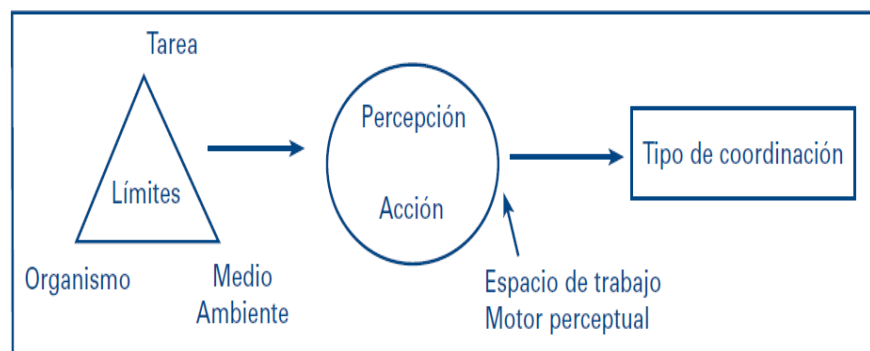 Tarea
Límites
Organismo
Medio
Ambiente
Percepción
Acción
Espacio de trabajo
Motor perceptual
Tipo de coordinación